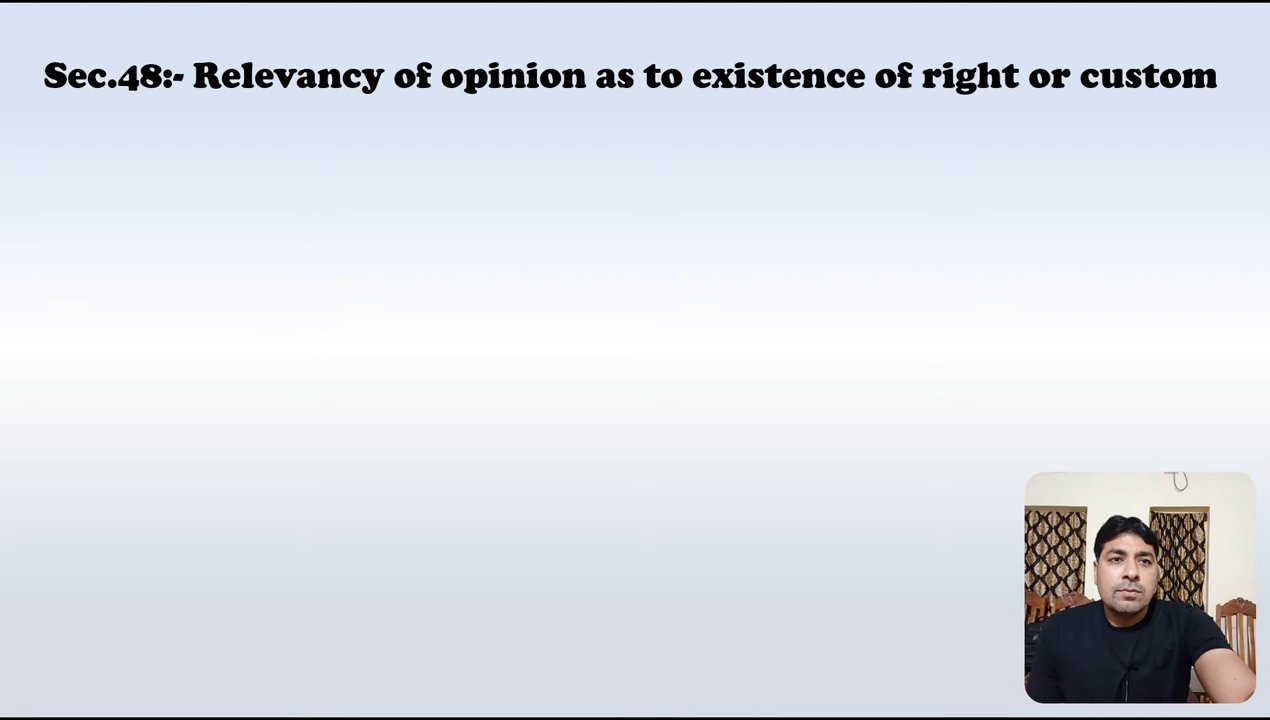 Sec.48:- Relevancy of opinion as to existence of right or custom